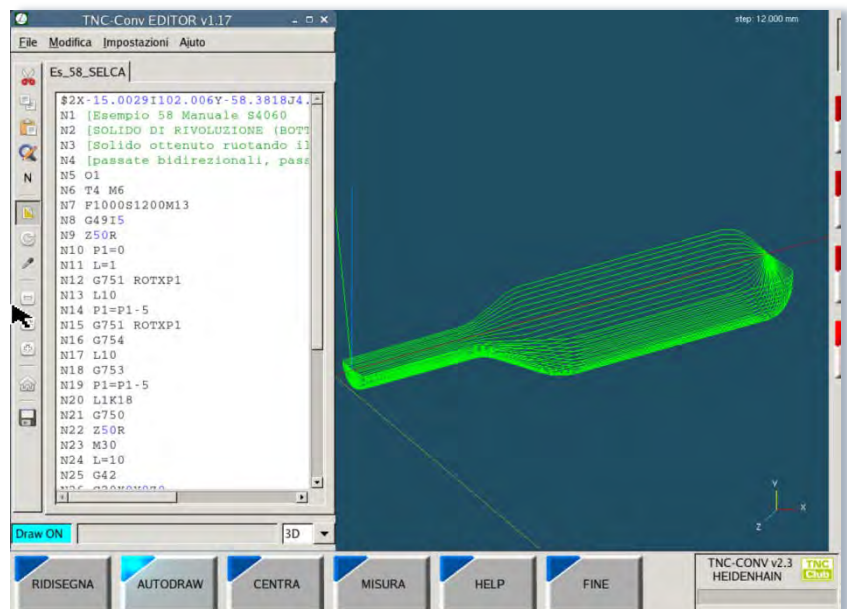 TNC-Conv EDITOR v1.17
File Modifica Impostazioni Aiuto
Es_58_SELCA
$2X-15.0029I102.006Y-58.3818J4.
N1 [Esempio 58 Manuale S4060
N2 [SOLIDO DI RIVOLUZIONE (BOTT
N3 [Solido ottenuto ruotando il
N4 [passate bidirezionali, pass
N5 O1
N6 T4 M6
N7 F1000S1200M13
N8 G49I5
N9 Z50R
N10 P1=0
N11 L=1
N12 G751 ROTXP1
N13 L10
N14 P1=P1-5
N15 G751 ROTXP1
N16 G754
N17 L10
N18 G753
N19 P1=P1-5
N20 L1K18
N21 G750
N22 Z50R
N23 M30
N24 L=10
N25 G42
N
step: 12.000 mm
Y
X
Z
Draw ON
3D
RIDISEGNA AUTODRAW CENTRA MISURA HELP FINE
TNC-CONV v2.3
HEIDENHAIN
TNC
Club